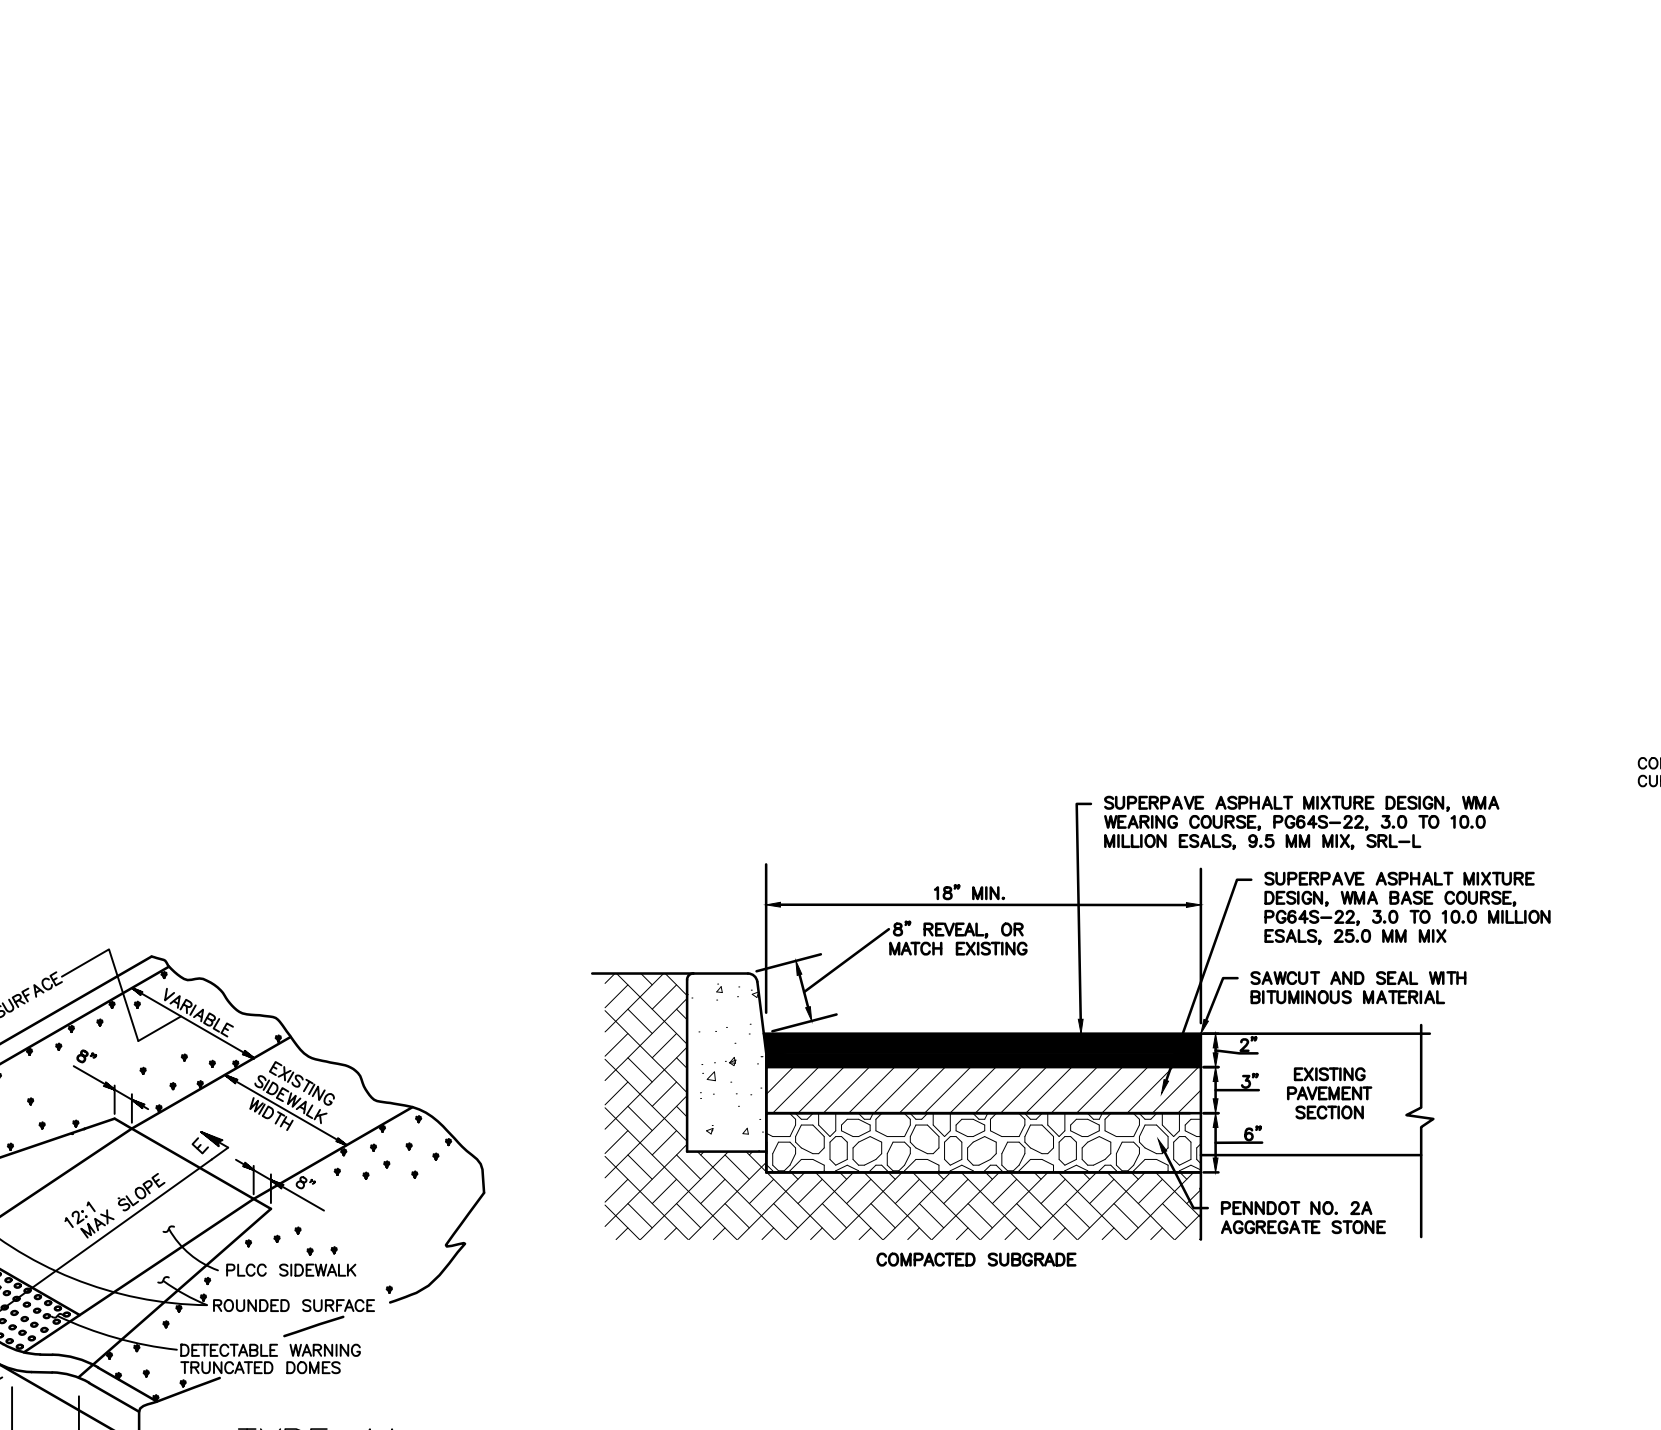 CO
CU
SUPERPAVE ASPHALT MIXTURE DESIGN, WMA
WEARING COURSE, PG64S-22, 3.0 TO 10.0
MILLION ESALS, 9.5 MM MIX, SRL-L
SUPERPAVE ASPHALT MIXTURE
DESIGN, WMA BASE COURSE,
PG64S-22, 3.0 TO 10.0 MILLION
ESALS, 25.0 MM MIX
18" MIN.
8" REVEAL, OR
MATCH EXISTING
SAWCUT AND SEAL WITH
BITUMINOUS MATERIAL
2"
3"
6"
EXISTING
PAVEMENT
SECTION
PENNDOT NO. 2A
AGGREGATE STONE
COMPACTED SUBGRADE
SURFACE
VARIABLE
8"
EXISTING
SIDEWALK
WIDTH
E
8"
12:1
MAX SLOPE
PLCC SIDEWALK
ROUNDED SURFACE
DETECTABLE WARNING
TRUNCATED DOMES